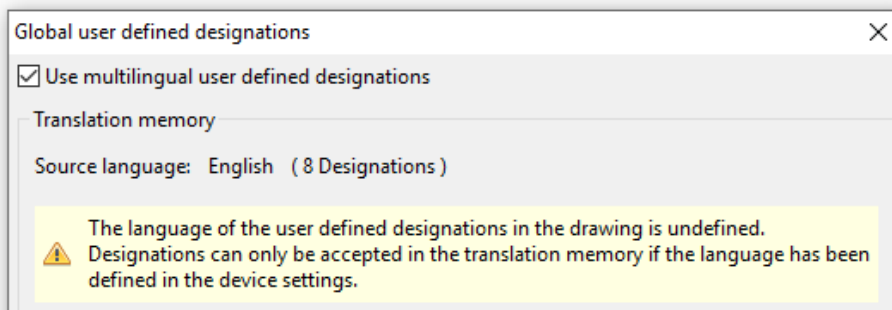 Global user defined designations
Use multilingual user defined designations
Translation memory
Source language: English ( 8 Designations )
The language of the user defined designations in the drawing is undefined.
Designations can only be accepted in the translation memory if the language has been
defined in the device settings.